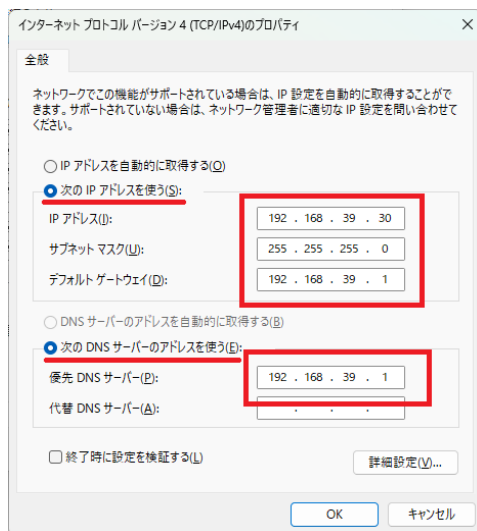 インターネット プロトコル バージョン 4 (TCP/IPv4)のプロパティ
全般
ネットワークでこの機能がサポートされている場合は、IP 設定を自動的に取得することがで
きます。サポートされていない場合は、ネットワーク管理者に適切な IP 設定を問い合わせて
ください。
IP アドレスを自動的に取得する(O)
次の IP アドレスを使う(S):
IP アドレス(I): 192 . 168 . 39 . 30
サブネット マスク(U): 255 . 255 . 255 . 0
デフォルト ゲートウェイ(D): 192 . 168 . 39 . 1
DNS サーバーのアドレスを自動的に取得する(B)
次の DNS サーバーのアドレスを使う(E):
優先 DNS サーバー(P): 192 . 168 . 39 . 1
代替 DNS サーバー(A): . . .
終了時に設定を検証する(L)
詳細設定(V)...
OK キャンセル